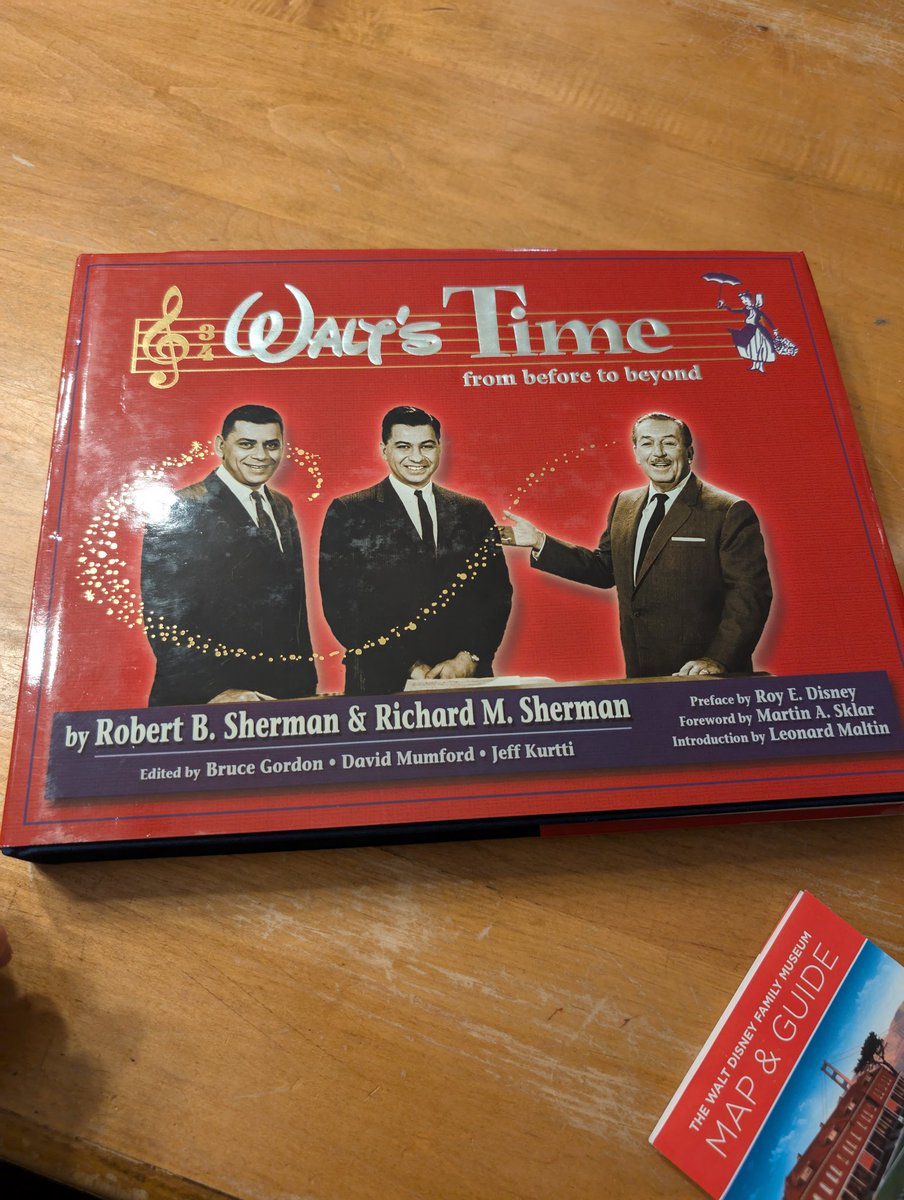 3
4
Walt's Time
from before to beyond
by Robert B. Sherman & Richard M. Sherman
Edited by Bruce Gordon • David Mumford • Jeff Kurtti
Preface by Roy E. Disney
Foreword by Martin A. Sklar
Introduction by Leonard Maltin
THE WALT DISNEY FAMILY MUSEUM
MAP & GUIDE